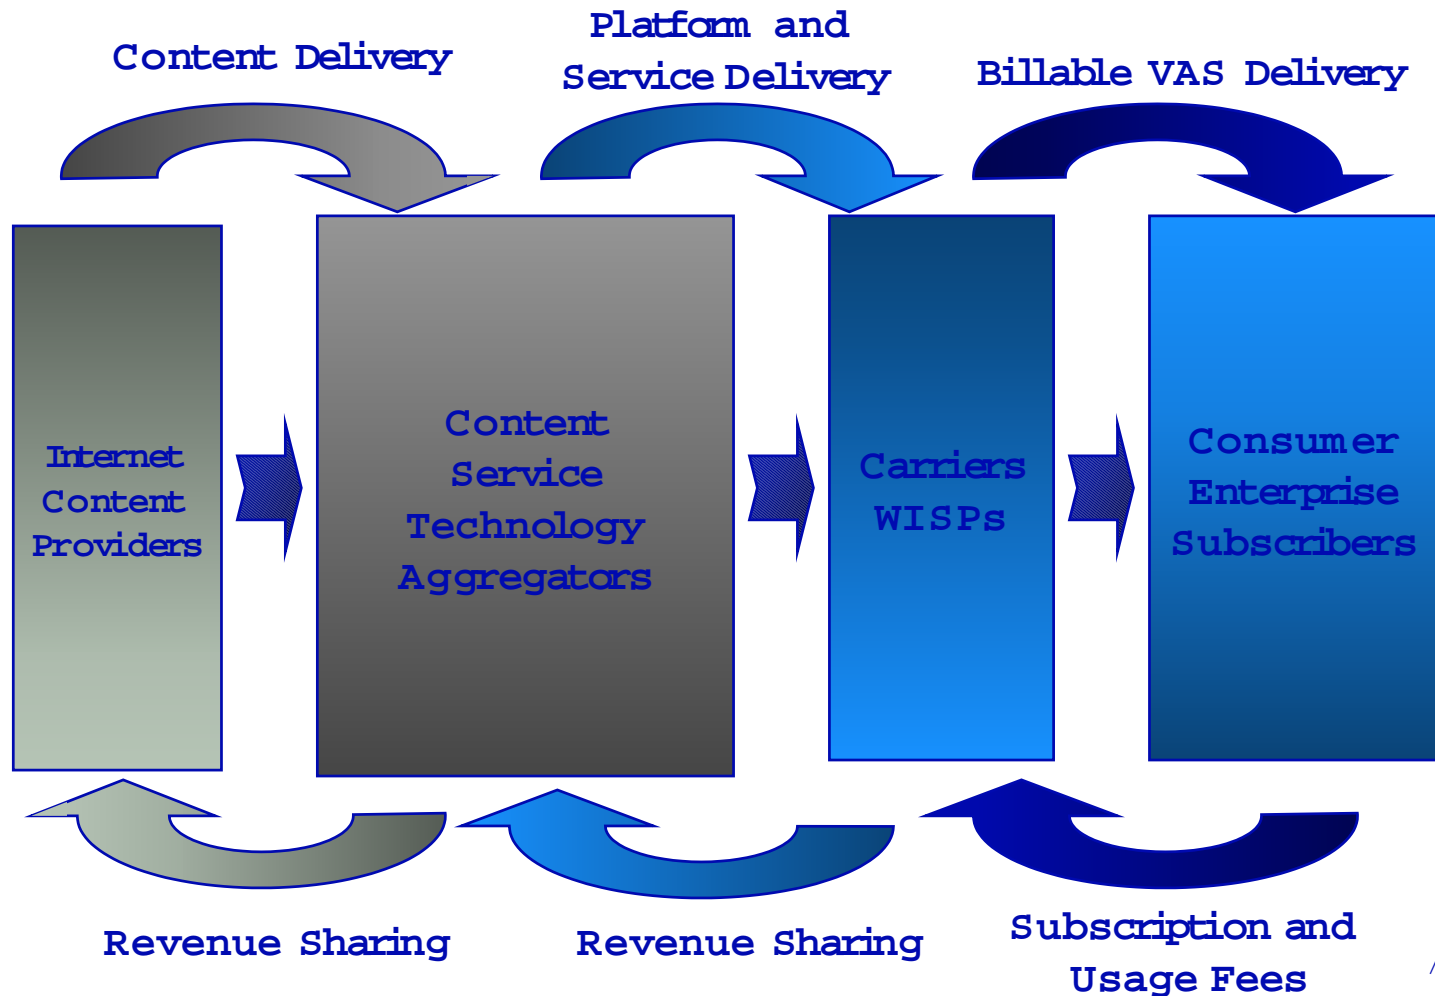 Content Delivery
Platform and
Service Delivery
Billable VAS Delivery
Internet
Content
Providers
Content
Service
Technology
Aggregators
Carriers
WISPs
Consumer
Enterprise
Subscribers
Revenue Sharing
Revenue Sharing
Subscription and
Usage Fees